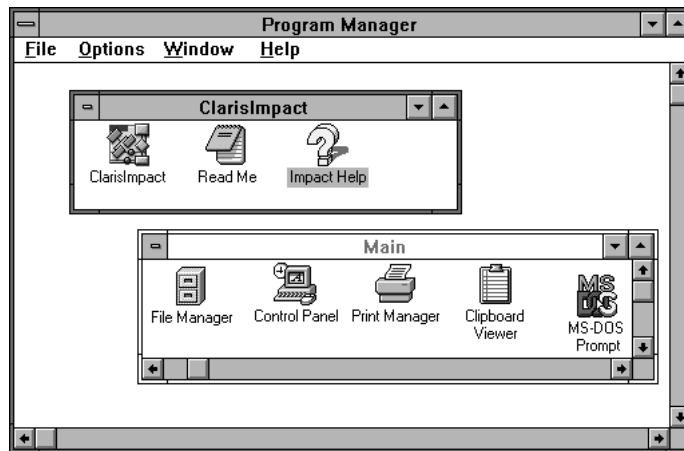 Program Manager
File Options Window Help
ClarisImpact
ClarisImpact Read Me Impact Help
Main
File Manager Control Panel Print Manager Clipboard Viewer MS-DOS Prompt
MS
DOS